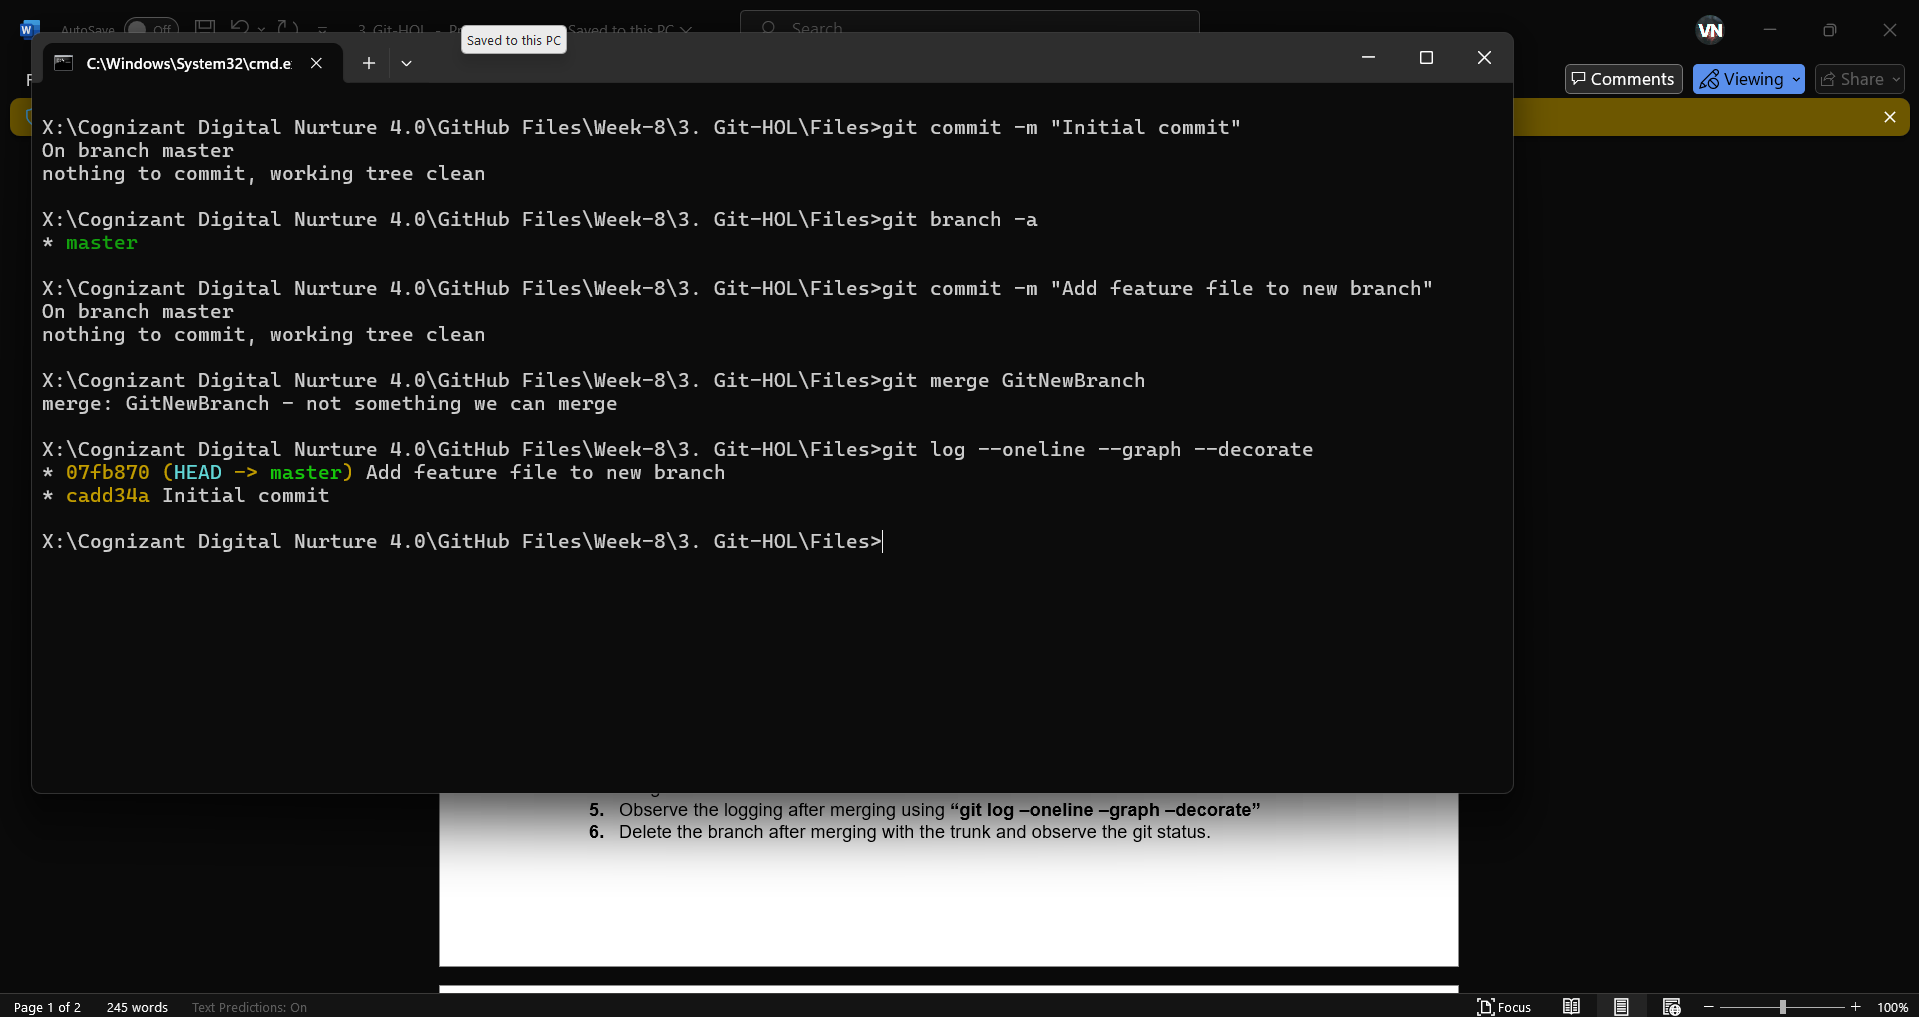 AutoSave Off 3. Git-HOL - Saved to this PC Search VN
Saved to this PC
C:\Windows\System32\cmd.e
Comments Viewing Share
X:\Cognizant Digital Nurture 4.0\GitHub Files\Week-8\3. Git-HOL\Files>git commit -m "Initial commit"
On branch master
nothing to commit, working tree clean
X:\Cognizant Digital Nurture 4.0\GitHub Files\Week-8\3. Git-HOL\Files>git branch -a
* master
X:\Cognizant Digital Nurture 4.0\GitHub Files\Week-8\3. Git-HOL\Files>git commit -m "Add feature file to new branch"
On branch master
nothing to commit, working tree clean
X:\Cognizant Digital Nurture 4.0\GitHub Files\Week-8\3. Git-HOL\Files>git merge GitNewBranch
merge: GitNewBranch - not something we can merge
X:\Cognizant Digital Nurture 4.0\GitHub Files\Week-8\3. Git-HOL\Files>git log --oneline --graph --decorate
* 07fb870 (HEAD -> master) Add feature file to new branch
* cadd34a Initial commit
X:\Cognizant Digital Nurture 4.0\GitHub Files\Week-8\3. Git-HOL\Files>
5. Observe the logging after merging using “git log –oneline –graph –decorate”
6. Delete the branch after merging with the trunk and observe the git status.
Page 1 of 2 245 words Text Predictions: On Focus 100%